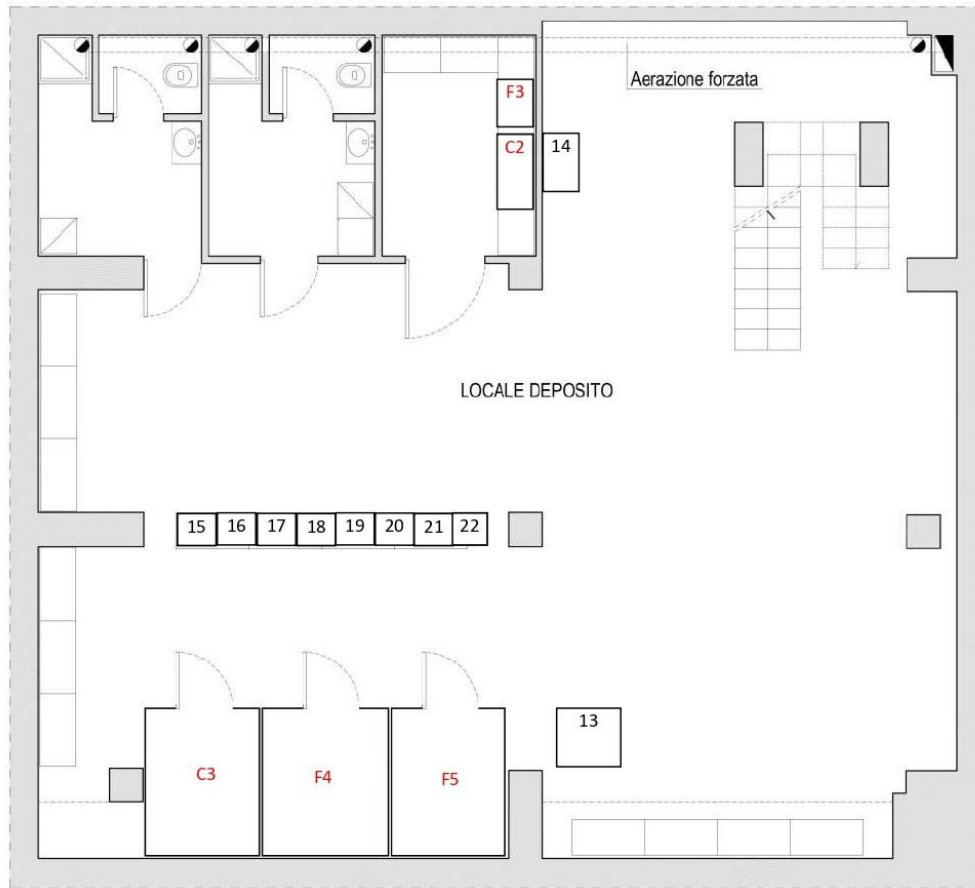 Aerazione forzata
F3
C2
14
LOCALE DEPOSITO
15 16 17 18 19 20 21 22
13
C3
F4
F5